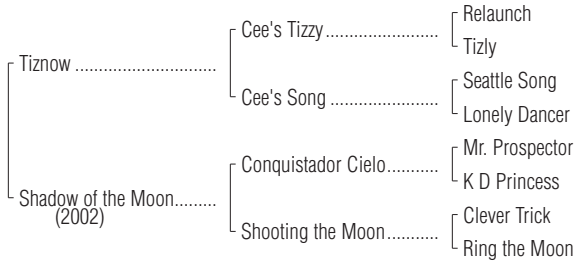 Relaunch
Cee's Tizzy.......................
Tizly
Tiznow .............................
Seattle Song
Cee's Song ......................
Lonely Dancer
Mr. Prospector
Conquistador Cielo...........
K D Princess
Shadow of the Moon.........
(2002)
Clever Trick
Shooting the Moon...........
Ring the Moon